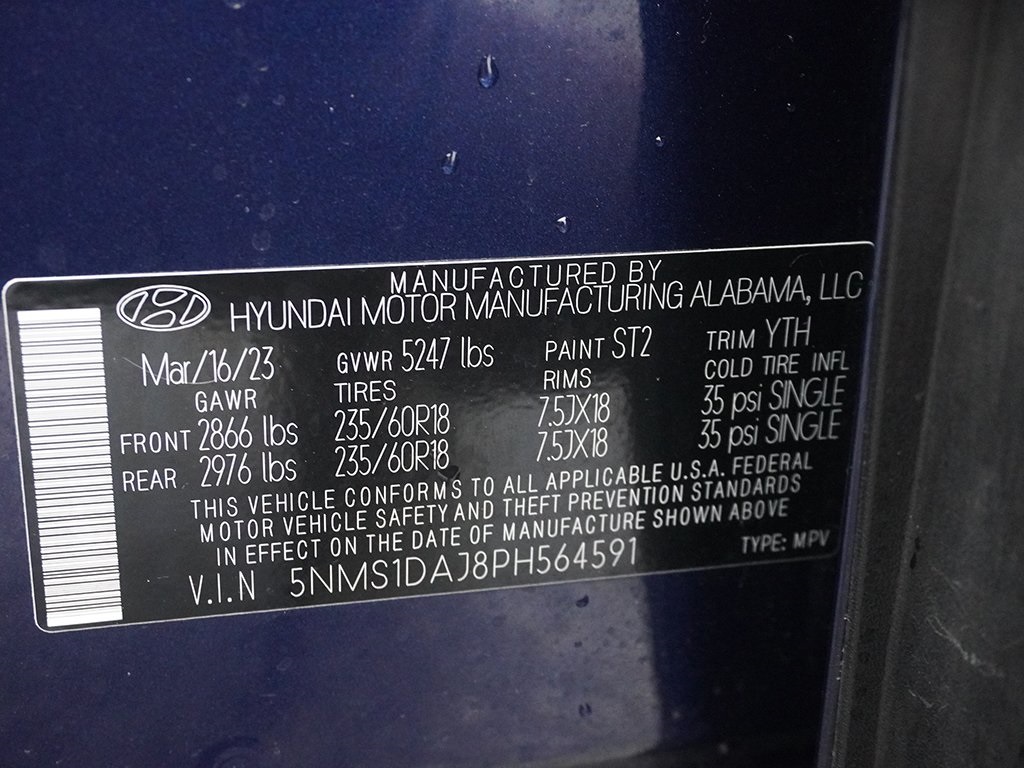 MANUFACTURED BY
HYUNDAI MOTOR MANUFACTURING ALABAMA, LLC
Mar/16/23 GVWR 5247 lbs PAINT ST2 TRIM YTH
GAWR TIRES RIMS COLD TIRE INFL
FRONT 2866 lbs 235/60R18 7.5JX18 35 psi SINGLE
REAR 2976 lbs 235/60R18 7.5JX18 35 psi SINGLE
THIS VEHICLE CONFORMS TO ALL APPLICABLE U.S.A. FEDERAL
MOTOR VEHICLE SAFETY AND THEFT PREVENTION STANDARDS
IN EFFECT ON THE DATE OF MANUFACTURE SHOWN ABOVE
V.I.N 5NMS1DAJ8PH564591 TYPE: MPV